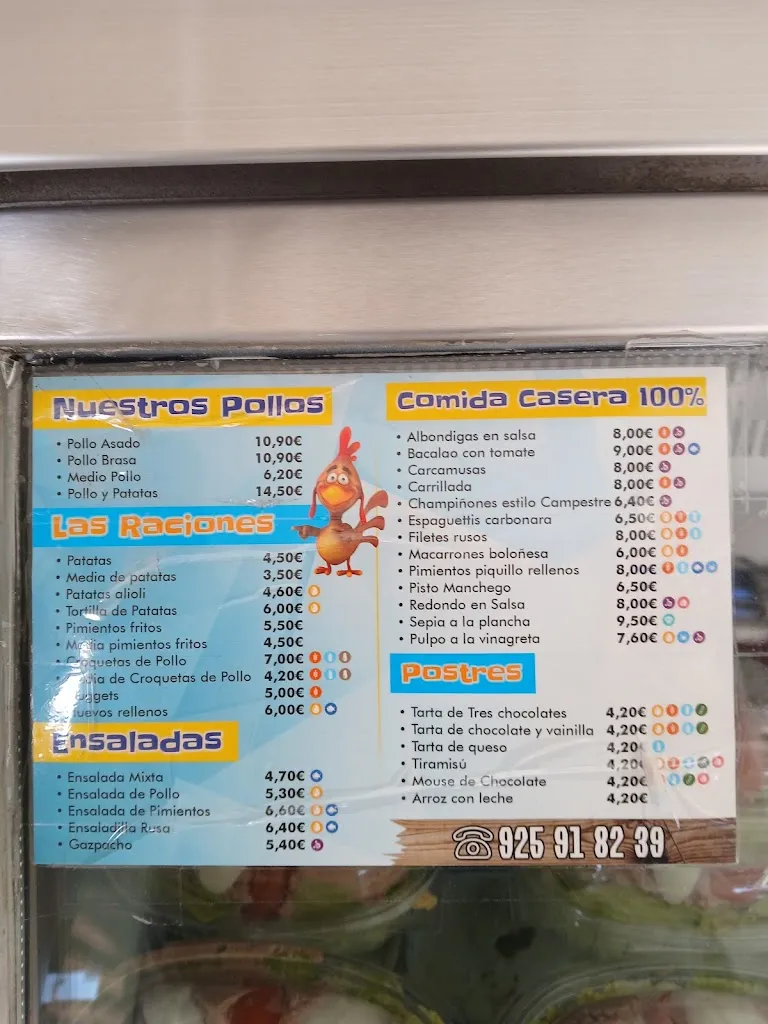 Nuestros Pollos
Pollo Asado 10,90€
Pollo Brasa 10,90€
Medio Pollo 6,20€
Pollo y Patatas 14,50€
Las Raciones
Patatas 4,50€
Media de patatas 3,50€
Patatas alioli 4,60€
Tortilla de Patatas 6,00€
Pimientos fritos 5,50€
Media pimientos fritos 4,50€
Croquetas de Pollo 7,00€
Media de Croquetas de Pollo 4,20€
Nuggets 5,00€
Huevos rellenos 6,00€
Ensaladas
Ensalada Mixta 4,70€
Ensalada de Pollo 5,30€
Ensalada de Pimientos 6,60€
Ensaladilla Rusa 6,40€
Gazpacho 5,40€
Comida Casera 100%
Albondigas en salsa 8,00€
Bacalao con tomate 9,00€
Carcamusas 8,00€
Carrillada 8,00€
Champiñones estilo Campestre 6,40€
Espaguettis carbonara 6,50€
Filetes rusos 8,00€
Macarrones boloñesa 6,00€
Pimientos piquillo rellenos 8,00€
Pisto Manchego 6,50€
Redondo en Salsa 8,00€
Sepia a la plancha 9,50€
Pulpo a la vinagreta 7,60€
Postres
Tarta de Tres chocolates 4,20€
Tarta de chocolate y vainilla 4,20€
Tarta de queso 4,20€
Tiramisú 4,20€
Mouse de Chocolate 4,20€
Arroz con leche 4,20€
925 91 82 39